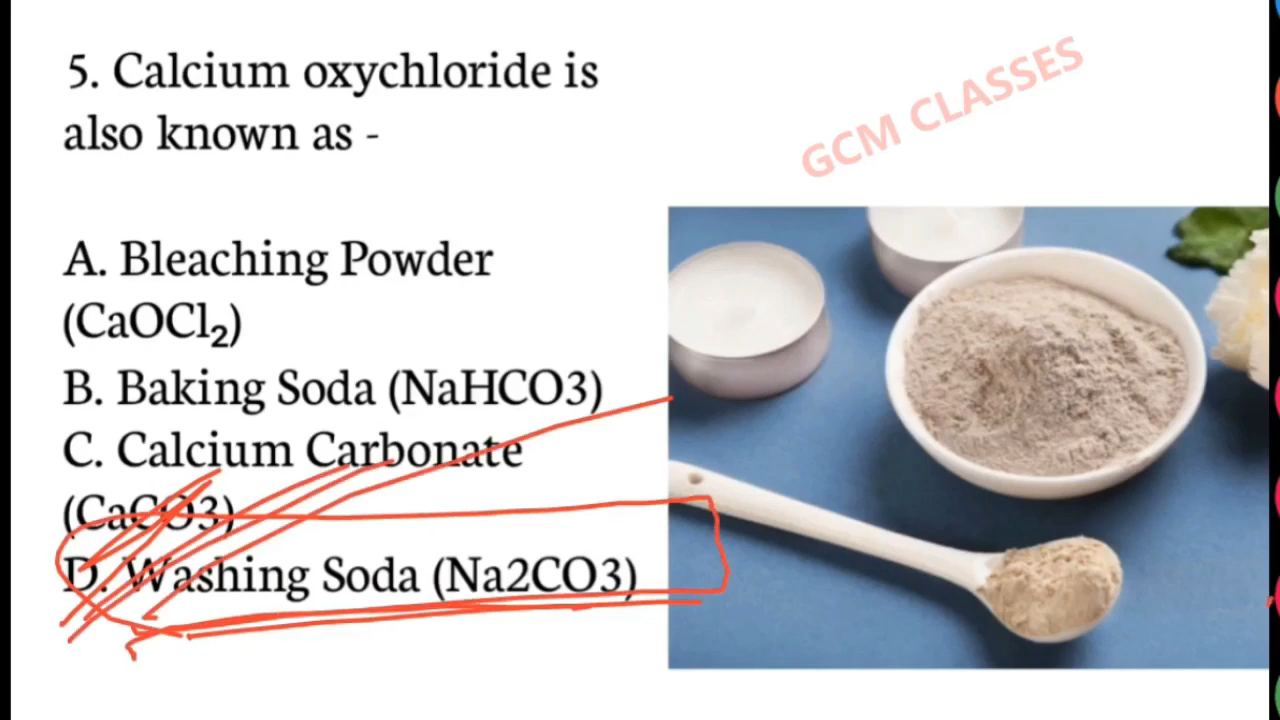 5. Calcium oxychloride is
also known as -
GCM CLASSES
A. Bleaching Powder
(CaOCl₂)
B. Baking Soda (NaHCO3)
C. Calcium Carbonate
(CaCO3)
D. Washing Soda (Na2CO3)